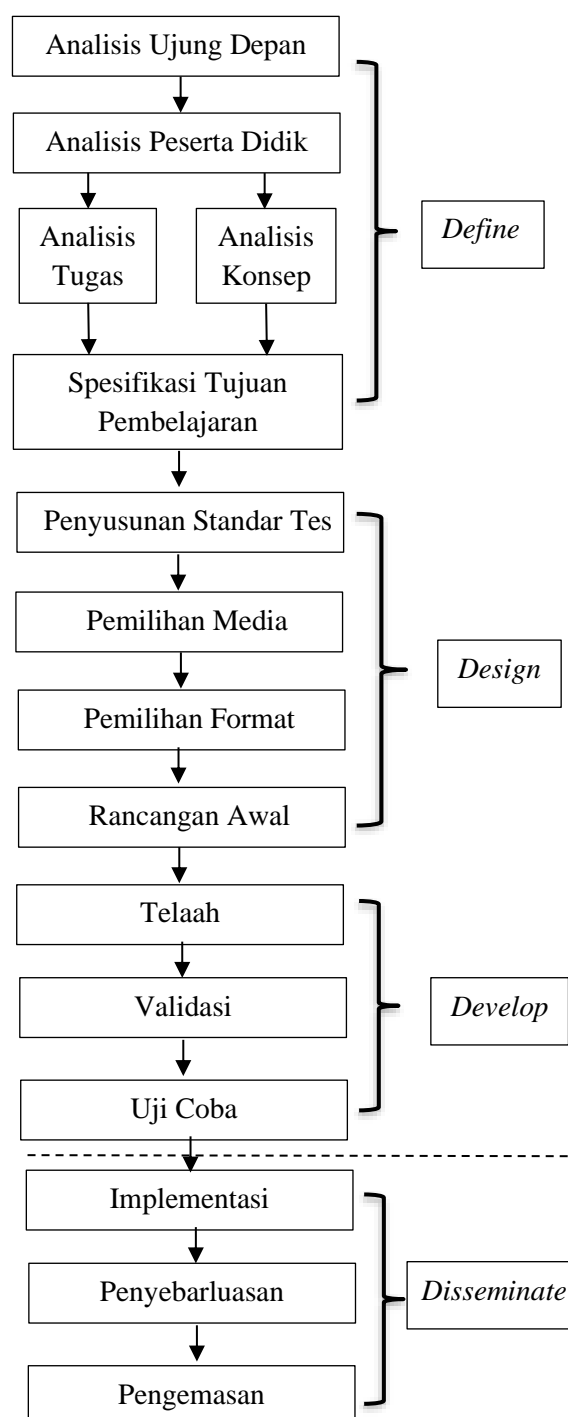 Analisis Ujung Depan
Analisis Peserta Didik
Analisis
Tugas
Analisis
Konsep
Define
Spesifikasi Tujuan
Pembelajaran
Penyusunan Standar Tes
Pemilihan Media
Design
Pemilihan Format
Rancangan Awal
Telaah
Validasi
Develop
Uji Coba
Implementasi
Penyebarluasan
Disseminate
Pengemasan